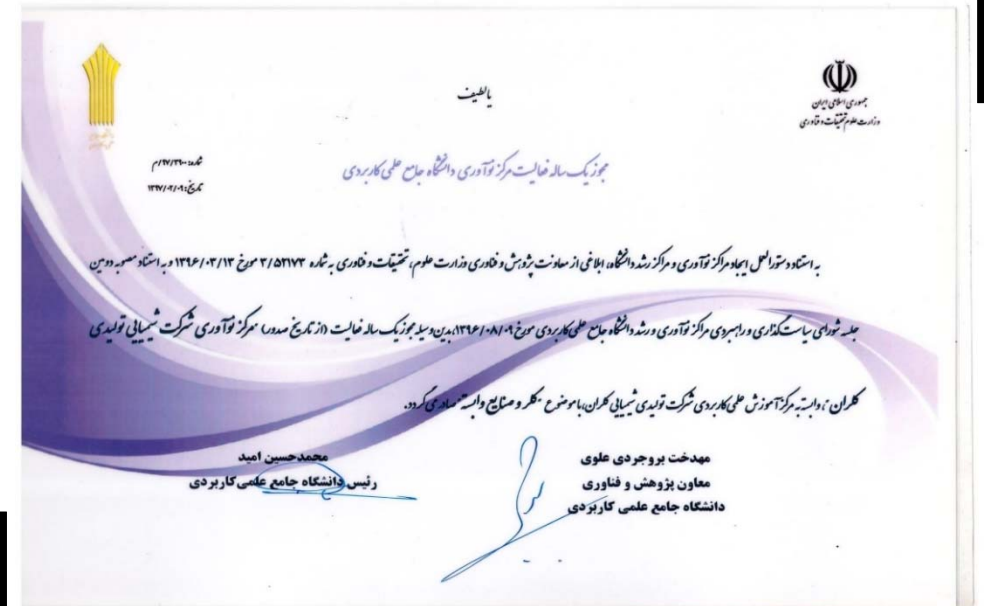 جمهوری اسلامی ایران
وزارت علوم تحقیقات و فناوری
یا لطیف
شماره: ۹۷/۳۹۰۰/م
تاریخ: ۱۳۹۷/۰۲/۰۹
مجوز یک ساله فعالیت مرکز نوآوری دانشگاه جامع علمی کاربردی
به استناد دستورالعمل ایجاد مراکز نوآوری و مراکز رشد دانشگاه، ابلاغی از معاونت پژوهش و فناوری وزارت علوم، تحقیقات و فناوری به شماره ۳/۵۲۱۷۳ مورخ ۱۳۹۶/۰۳/۱۳ و به استناد مصوبه دومین
جلسه شورای سیاست گذاری و راهبردی مراکز نوآوری و رشد دانشگاه جامع علمی کاربردی مورخ ۱۳۹۶/۰۸/۰۹، بدین وسیله مجوز یک ساله فعالیت (از تاریخ صدور) "مرکز نوآوری شرکت شیمیایی تولیدی
کلران" وابسته به مرکز آموزش علمی کاربردی شرکت تولیدی شیمیایی کلران، با موضوع "کلر و صنایع وابسته" صادر می گردد.
مهدخت بروجردی علوی
معاون پژوهش و فناوری
دانشگاه جامع علمی کاربردی
محمدحسین امید
رئیس دانشگاه جامع علمی کاربردی